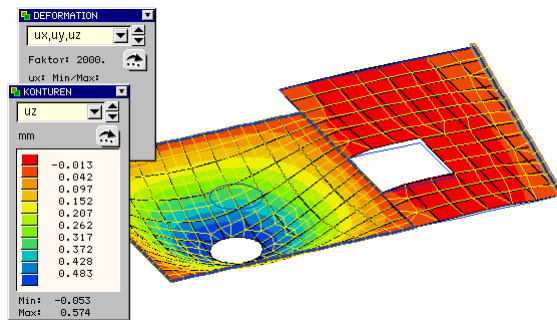 DEFORMATION
ux,uy,uz
Faktor: 2000.
ux: Min/Max:
KONTUREN
uz
mm
-0.013
0.042
0.097
0.152
0.207
0.262
0.317
0.372
0.428
0.483
Min: -0.053
Max: 0.574